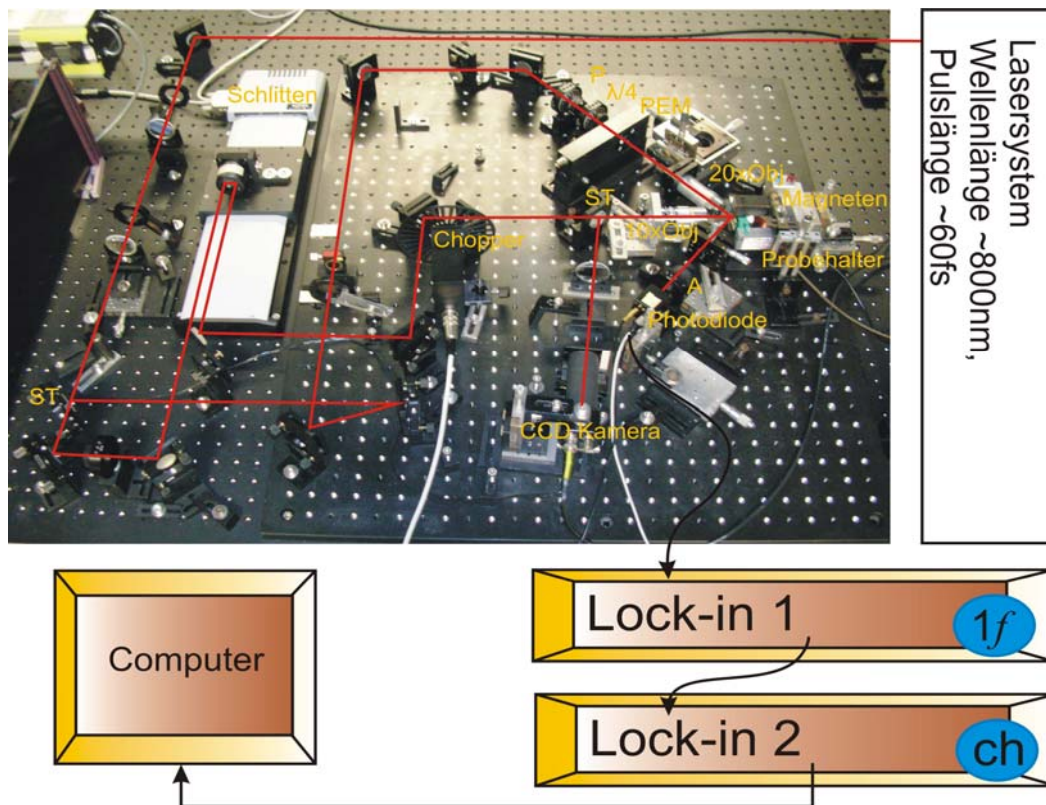 Lasersystem
Wellenlänge ~800nm,
Pulslänge ~60fs
Schlitten
P
λ/4
PEM
20xObj
Magneten
ST
10xObj
Chopper
Probehalter
A
Photodiode
ST
CCD Kamera
Computer
Lock-in 1
1f
Lock-in 2
ch